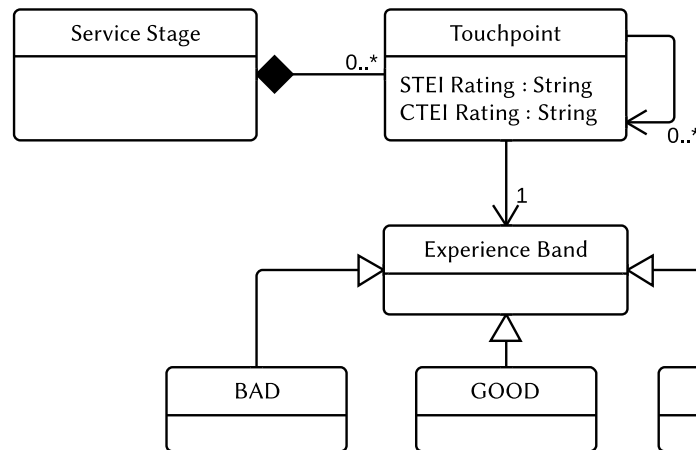 Service Stage
Touchpoint
0..*
STEI Rating : String
CTEI Rating : String
0..*
1
Experience Band
BAD
GOOD